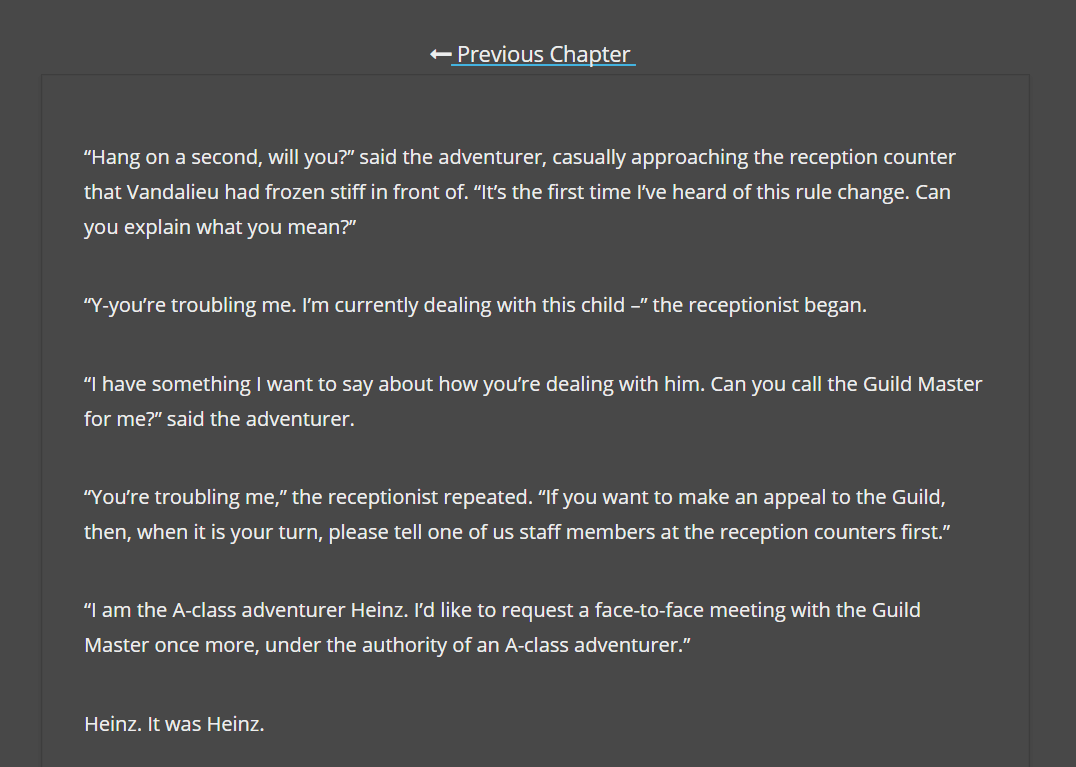 ← Previous Chapter
“Hang on a second, will you?” said the adventurer, casually approaching the reception counter
that Vandalieu had frozen stiff in front of. “It’s the first time I’ve heard of this rule change. Can
you explain what you mean?”
“Y-you’re troubling me. I’m currently dealing with this child –” the receptionist began.
“I have something I want to say about how you’re dealing with him. Can you call the Guild Master
for me?” said the adventurer.
“You’re troubling me,” the receptionist repeated. “If you want to make an appeal to the Guild,
then, when it is your turn, please tell one of us staff members at the reception counters first.”
“I am the A-class adventurer Heinz. I’d like to request a face-to-face meeting with the Guild
Master once more, under the authority of an A-class adventurer.”
Heinz. It was Heinz.